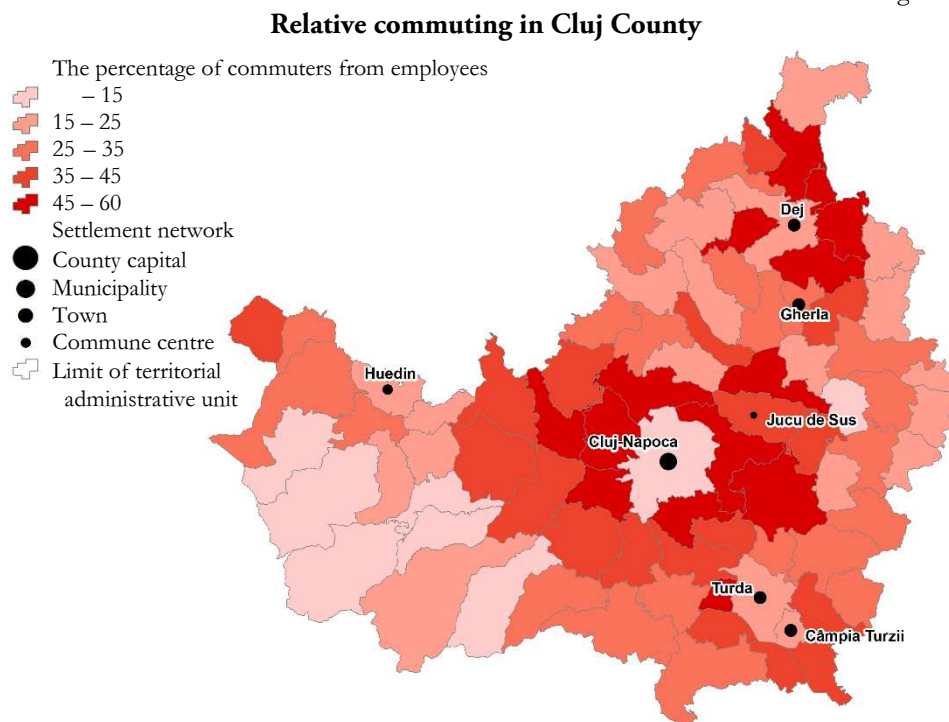 Relative commuting in Cluj County
The percentage of commuters from employees
– 15
15 – 25
25 – 35
35 – 45
45 – 60
Settlement network
County capital
Municipality
Town
Commune centre
Limit of territorial
administrative unit
Dej
Gherla
Huedin
Jucu de Sus
Cluj-Napoca
Turda
Câmpia Turzii